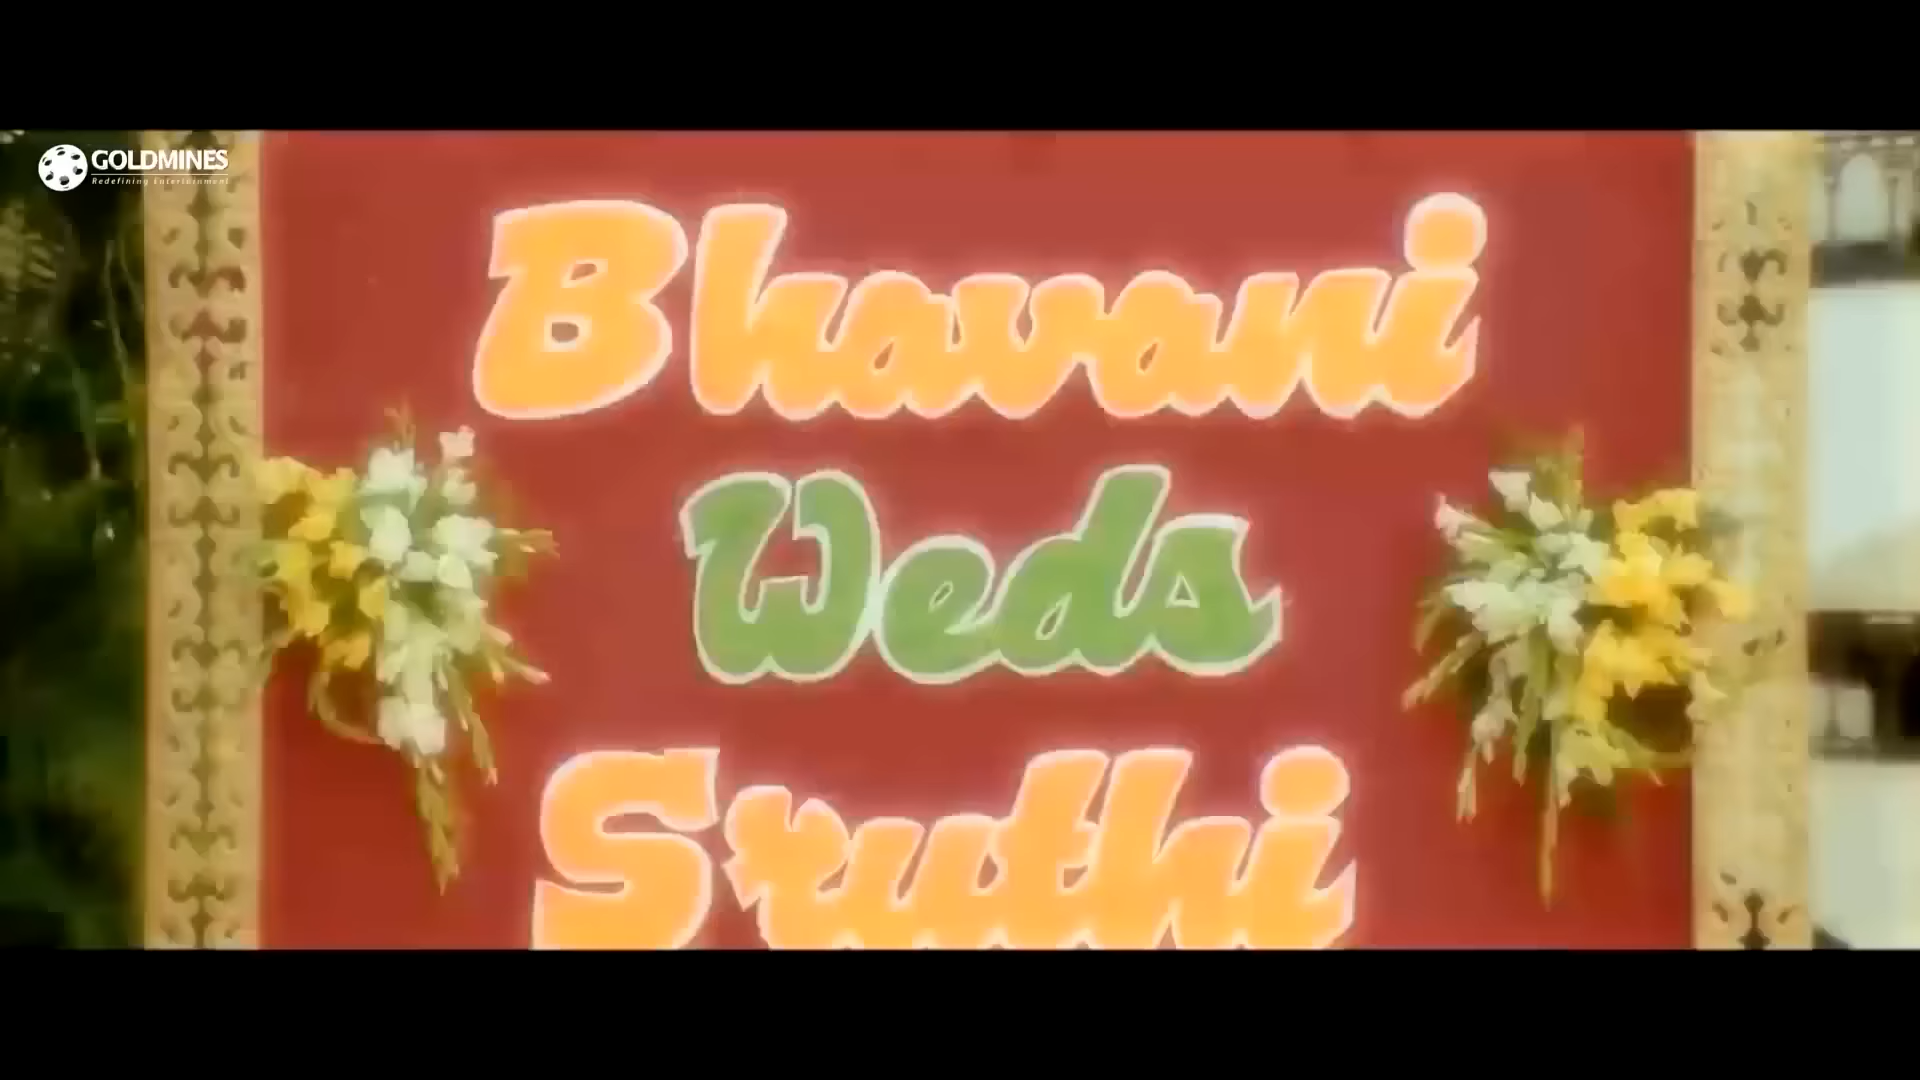 GOLDMINES
Redefining Entertainment
Bhavani
Weds
Sruthi